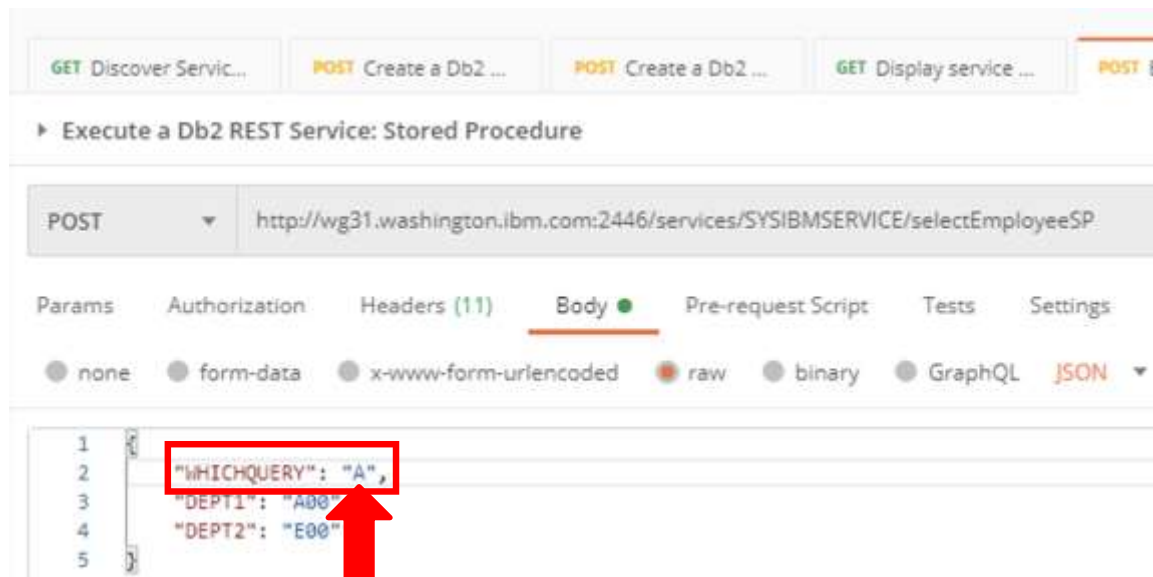 GET Discover Servic... POST Create a Db2 ... POST Create a Db2 ... GET Display service ... POST E
Execute a Db2 REST Service: Stored Procedure
POST http://wg31.washington.ibm.com:2446/services/SYSIBMSERVICE/selectEmployeeSP
Params Authorization Headers (11) Body Pre-request Script Tests Settings
none form-data x-www-form-urlencoded raw binary GraphQL JSON
1 {
2 "WHICHQUERY": "A",
3 "DEPT1": "A00"
4 "DEPT2": "E00"
5 }